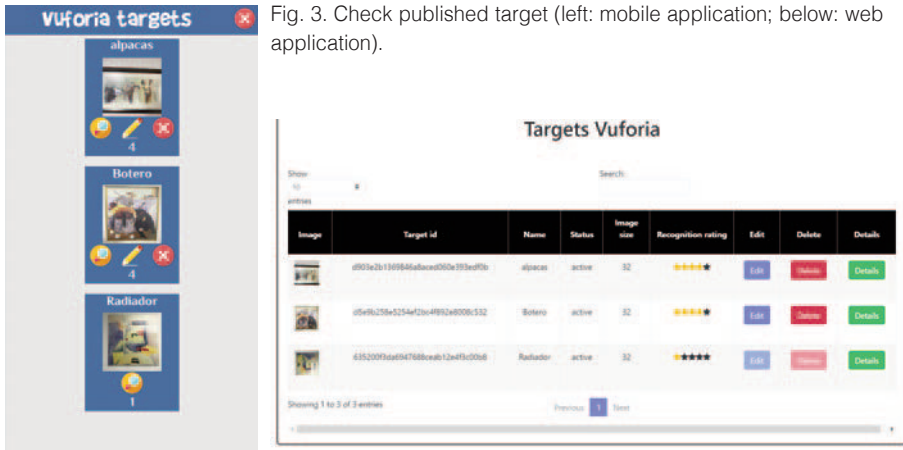 vuforia targets
alpacas
4
Botero
4
Radiador
1
Fig. 3. Check published target (left: mobile application; below: web
application).
Targets Vuforia
Show
Search:
entries
Image Target id Name Status Image size Recognition rating Edit Delete Details
alpacas active 32 Edit Delete Details
Botero active 32 Edit Delete Details
Radiador active 32 Edit Delete Details
Showing 1 to 3 of 3 entries
Previous 1 Next